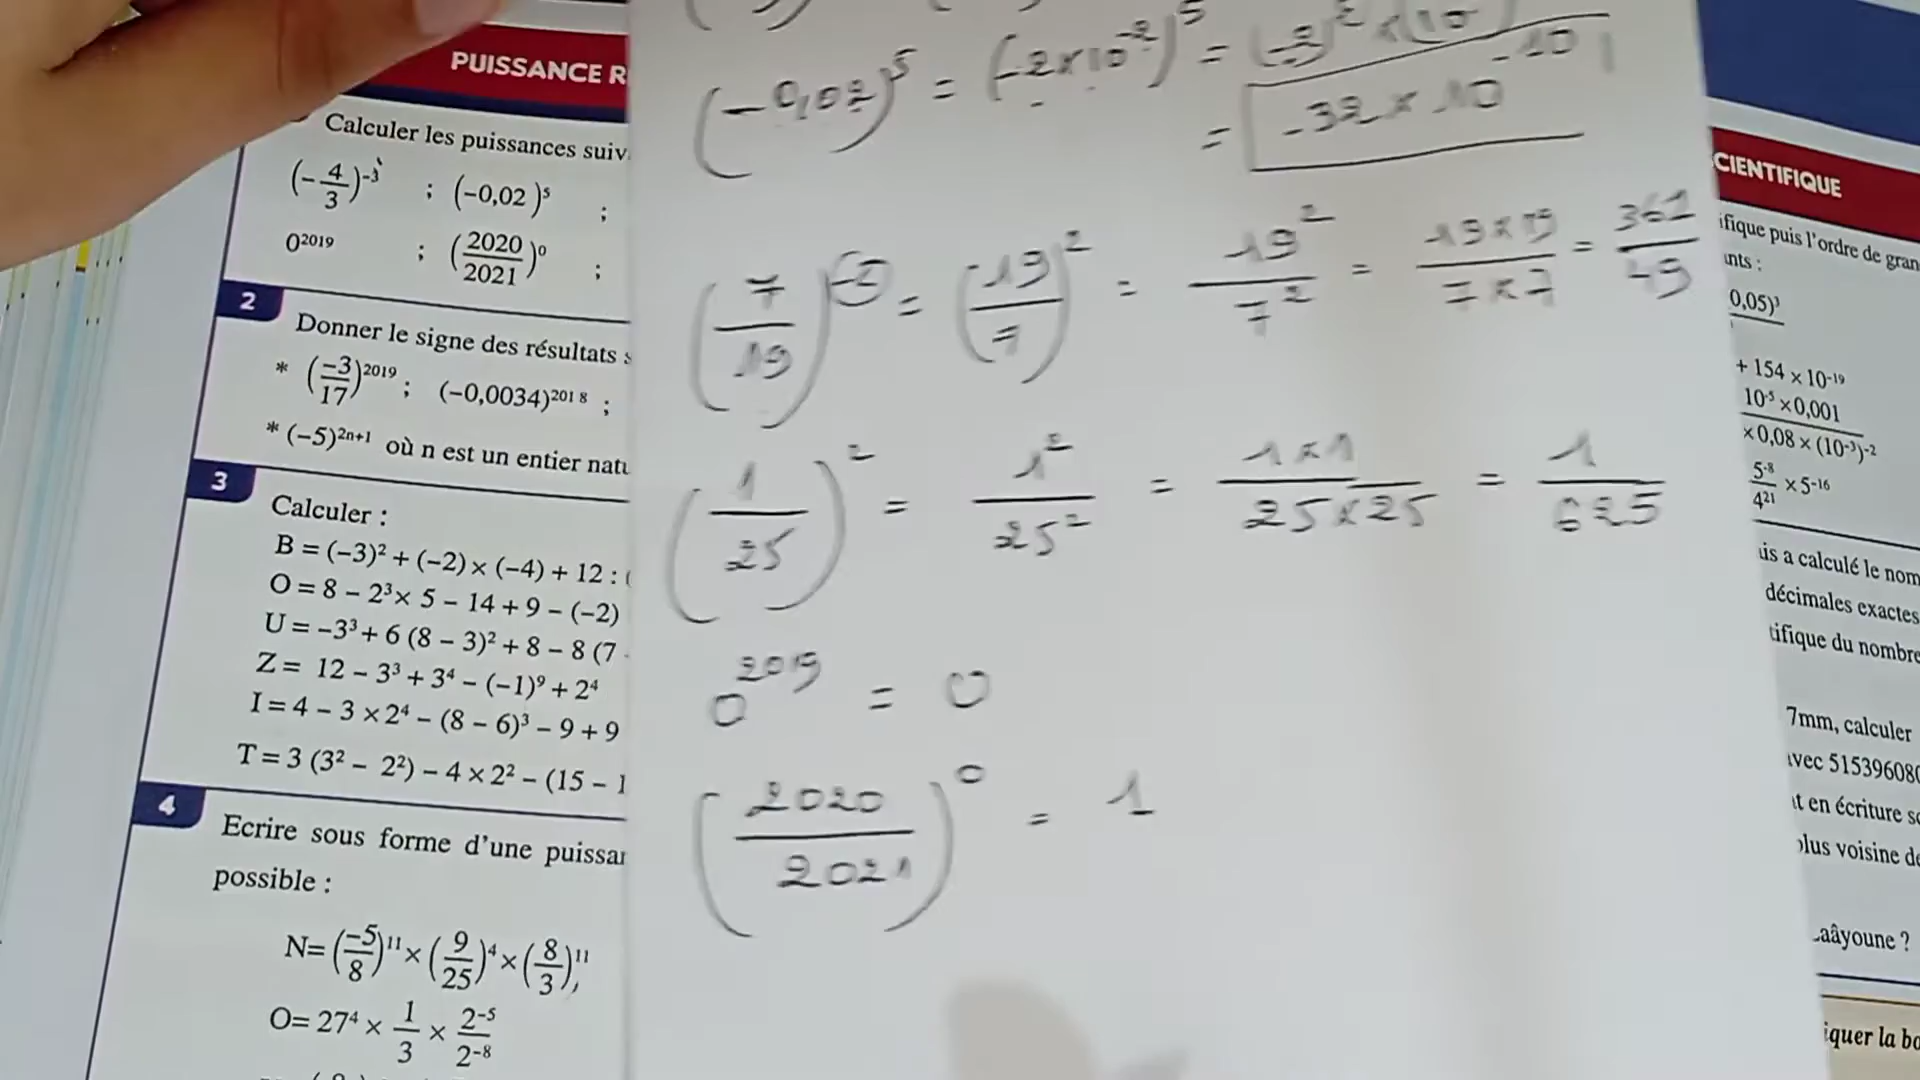 PUISSANCE R
Calculer les puissances suiv
(-4/3)^-3 ; (-0,02)^5 ;
0^2019 ; (2020/2021)^0 ;
2
Donner le signe des résultats s
* (-3/17)^2019 ; (-0,0034)^2018 ;
* (-5)^2n+1 où n est un entier natu
3
Calculer :
B = (-3)² + (-2) × (-4) + 12 : (
O = 8 - 2³ × 5 - 14 + 9 - (-2)
U = -3³ + 6 (8 - 3)² + 8 - 8 (7 -
Z = 12 - 3³ + 3⁴ - (-1)⁹ + 2⁴
I = 4 - 3 × 2⁴ - (8 - 6)³ - 9 + 9
T = 3 (3² - 2²) - 4 × 2² - (15 - 1
4
Ecrire sous forme d'une puissan
possible :
N= (-5/8)^11 × (9/25)^4 × (8/3)^11,
O= 27⁴ × 1/3 × 2^-5/2^-8
(-0,02)^5 = (-2×10^-2)^5 =
= -32 × 10^-10
(7/19)^-2 = (19/7)^2 = 19²/7² = 19×19/7×7 = 361/49
(1/25)^2 = 1²/25² = 1×1/25×25 = 1/625
0^2019 = 0
(2020/2021)^0 = 1
CIENTIFIQUE
ifique puis l'ordre de gran
nts :
0,05)³
+ 154 × 10^-19
10^-5 × 0,001
× 0,08 × (10^-3)^-2
5^-8/4^21 × 5^-16
is a calculé le nom
décimales exactes
tifique du nombre
7mm, calculer
avec 515396080
t en écriture sc
plus voisine de
Laâyoune ?
iquer la bo